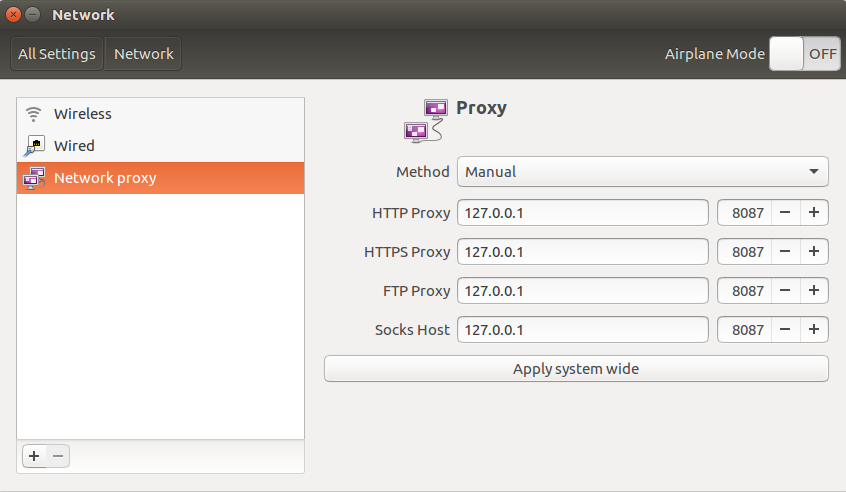 Network
All Settings Network Airplane Mode OFF
Wireless
Wired
Network proxy
Proxy
Method Manual
HTTP Proxy 127.0.0.1 8087 − +
HTTPS Proxy 127.0.0.1 8087 − +
FTP Proxy 127.0.0.1 8087 − +
Socks Host 127.0.0.1 8087 − +
Apply system wide
+ −